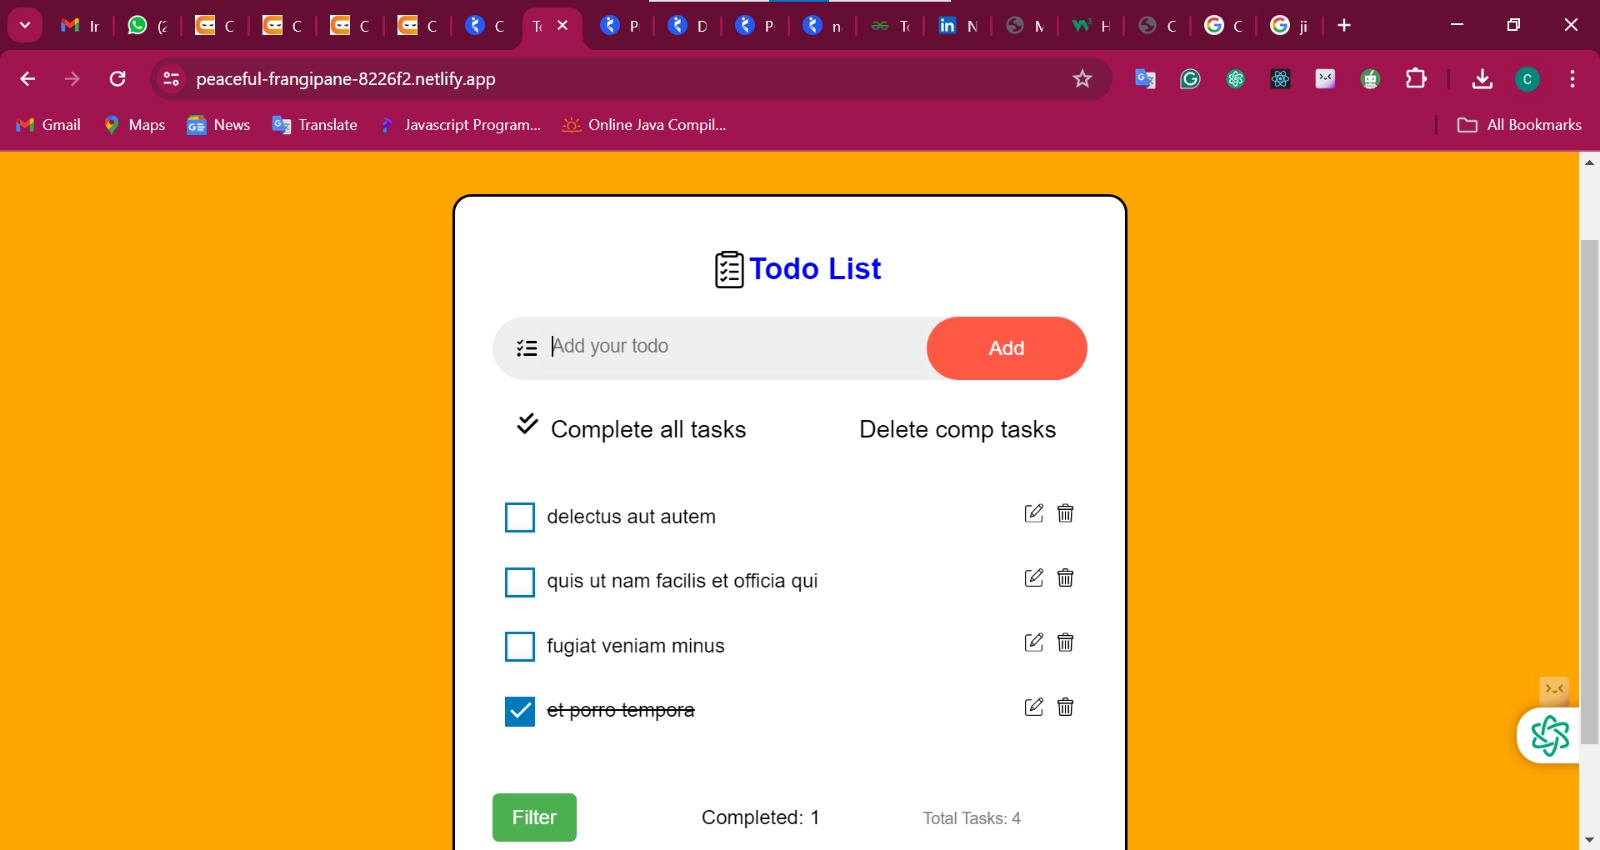 Ir
C
C
C
C
C
To
P
D
P
n
To
N
N
H
C
C
ji
peaceful-frangipane-8226f2.netlify.app
C
Gmail
Maps
News
Translate
Javascript Program...
Online Java Compil...
All Bookmarks
Todo List
Add your todo
Add
Complete all tasks
Delete comp tasks
delectus aut autem
quis ut nam facilis et officia qui
fugiat veniam minus
et porro tempora
Filter
Completed: 1
Total Tasks: 4